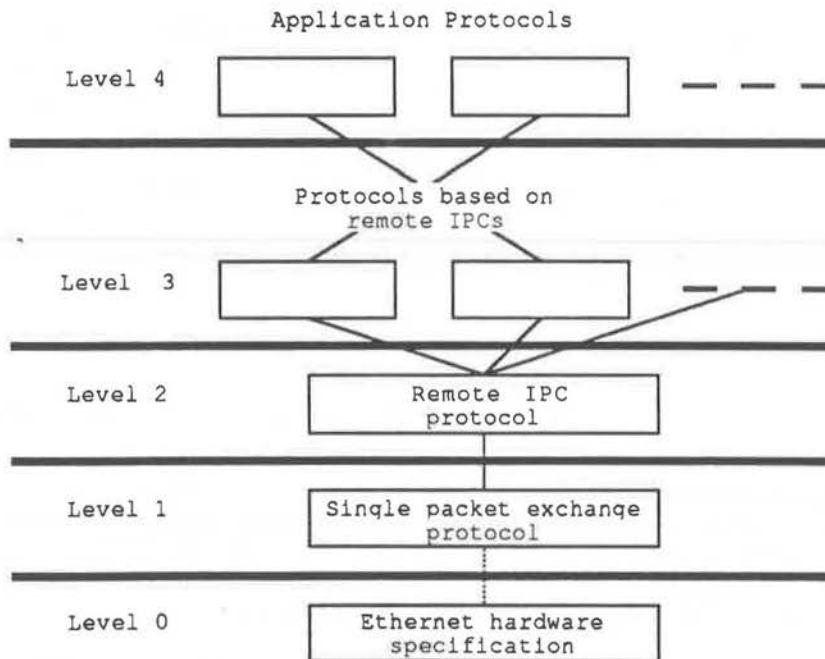 Application Protocols
Level 4
Protocols based on
remote IPCs
Level 3
Level 2
Remote IPC
protocol
Level 1
Single packet exchange
protocol
Level 0
Ethernet hardware
specification